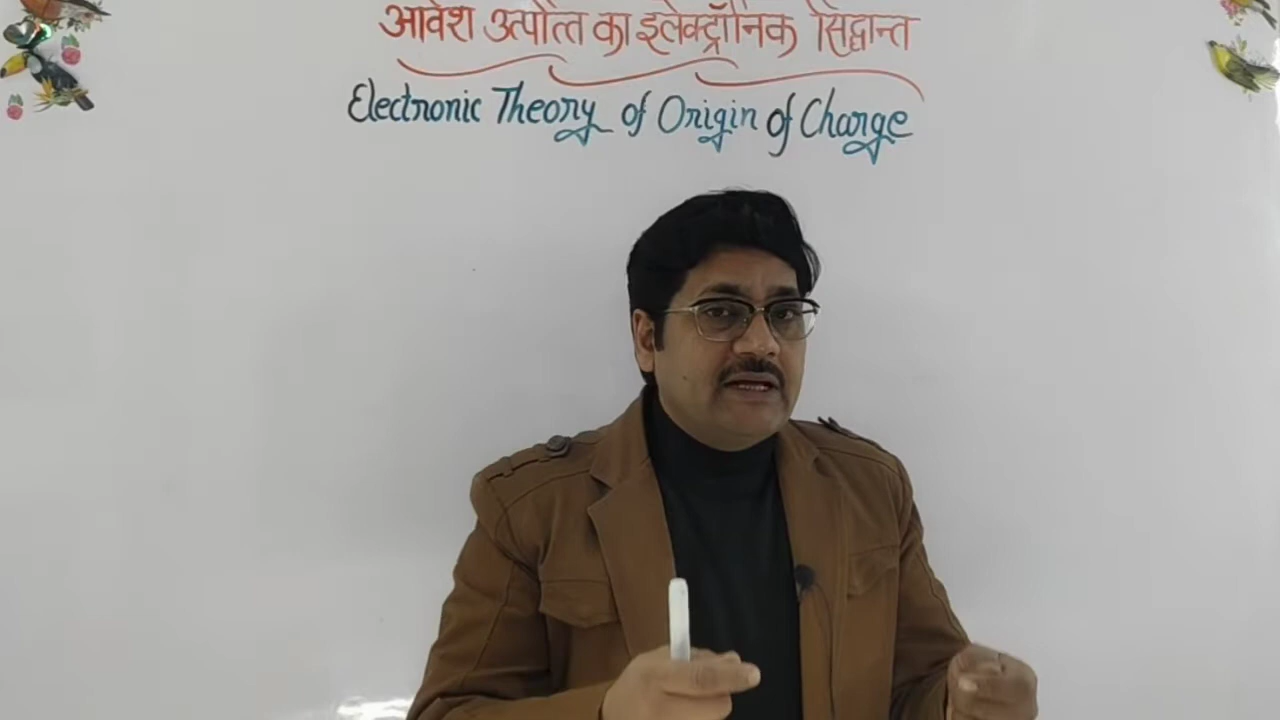 आवेश उत्पत्ति का इलेक्ट्रॉनिक सिद्धान्त
Electronic Theory of Origin of Charge